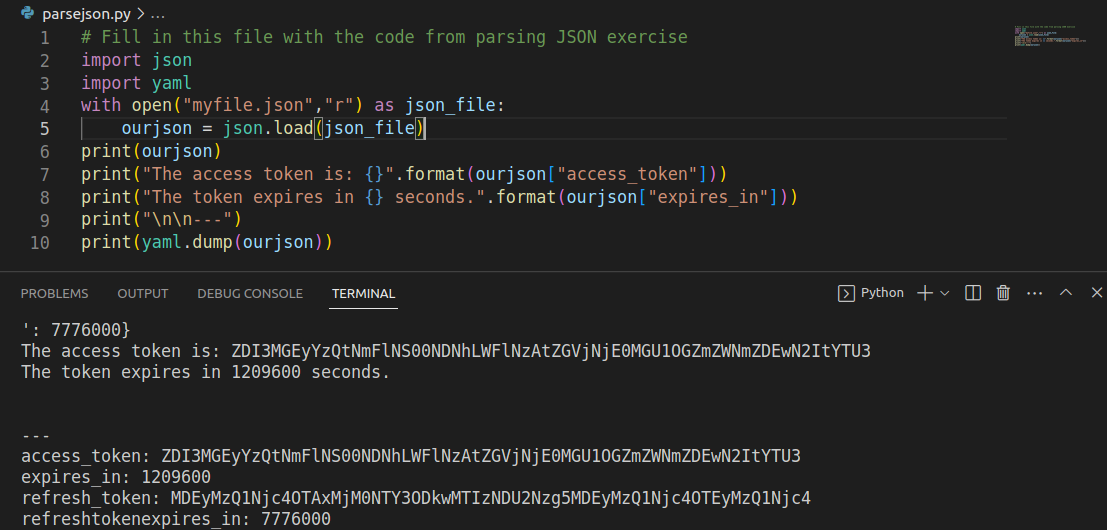 parsejson.py > ...
1 # Fill in this file with the code from parsing JSON exercise
2 import json
3 import yaml
4 with open("myfile.json","r") as json_file:
5     ourjson = json.load(json_file)
6 print(ourjson)
7 print("The access token is: {}".format(ourjson["access_token"]))
8 print("The token expires in {} seconds.".format(ourjson["expires_in"]))
9 print("\n\n---")
10 print(yaml.dump(ourjson))
PROBLEMS OUTPUT DEBUG CONSOLE TERMINAL Python
': 7776000}
The access token is: ZDI3MGEyYzQtNmFlNS00NDNhLWFlNzAtZGVjNjE0MGU1OGZmZWNmZDEwN2ItYTU3
The token expires in 1209600 seconds.
---
access_token: ZDI3MGEyYzQtNmFlNS00NDNhLWFlNzAtZGVjNjE0MGU1OGZmZWNmZDEwN2ItYTU3
expires_in: 1209600
refresh_token: MDEyMzQ1Njc4OTAxMjM0NTY3ODkwMTIzNDU2Nzg5MDEyMzQ1Njc4OTEyMzQ1Njc4
refreshtokenexpires_in: 7776000